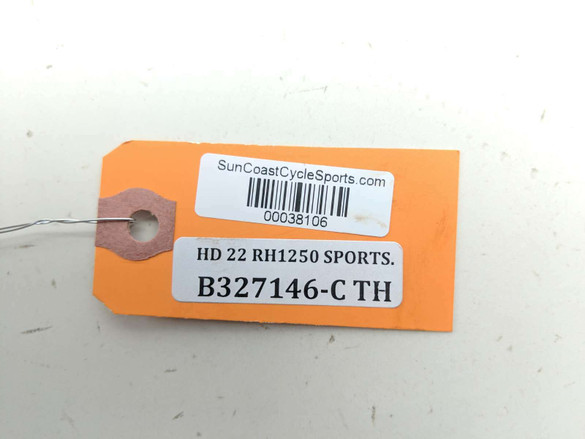 SunCoastCycleSports.com
00038106
HD 22 RH1250 SPORTS.
B327146-C TH